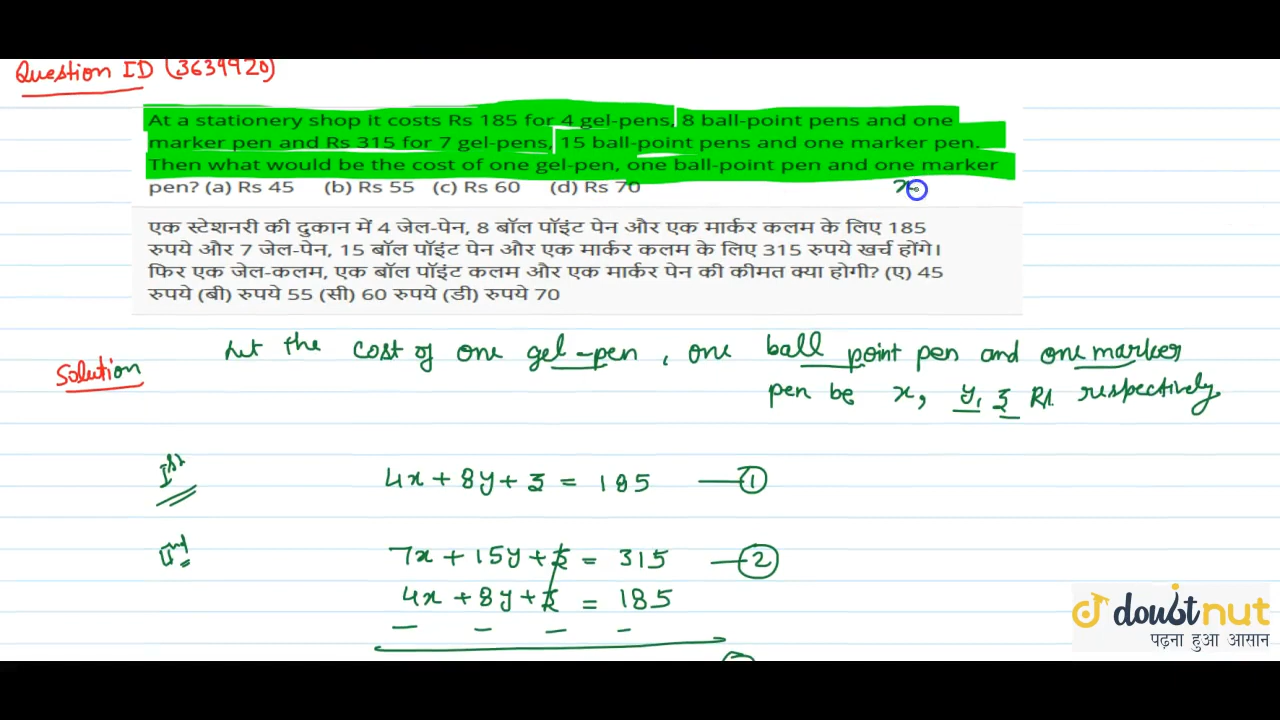 Question ID (3639920)
At a stationery shop it costs Rs 185 for 4 gel-pens, 8 ball-point pens and one
marker pen and Rs 315 for 7 gel-pens, 15 ball-point pens and one marker pen.
Then what would be the cost of one gel-pen, one ball-point pen and one marker
pen? (a) Rs 45 (b) Rs 55 (c) Rs 60 (d) Rs 70
x
एक स्टेशनरी की दुकान में 4 जेल-पेन, 8 बॉल पॉइंट पेन और एक मार्कर कलम के लिए 185
रुपये और 7 जेल-पेन, 15 बॉल पॉइंट पेन और एक मार्कर कलम के लिए 315 रुपये खर्च होंगे।
फिर एक जेल-कलम, एक बॉल पॉइंट कलम और एक मार्कर पेन की कीमत क्या होगी? (ए) 45
रुपये (बी) रुपये 55 (सी) 60 रुपये (डी) रुपये 70
Solution
Let the cost of one gel-pen, one ball point pen and one marker
pen be x, y, z Rs. respectively
Ist 4x + 8y + z = 185 — 1
IInd 7x + 15y + z = 315 — 2
4x + 8y + z = 185
— — — —
doubtnut
पढ़ना हुआ आसान